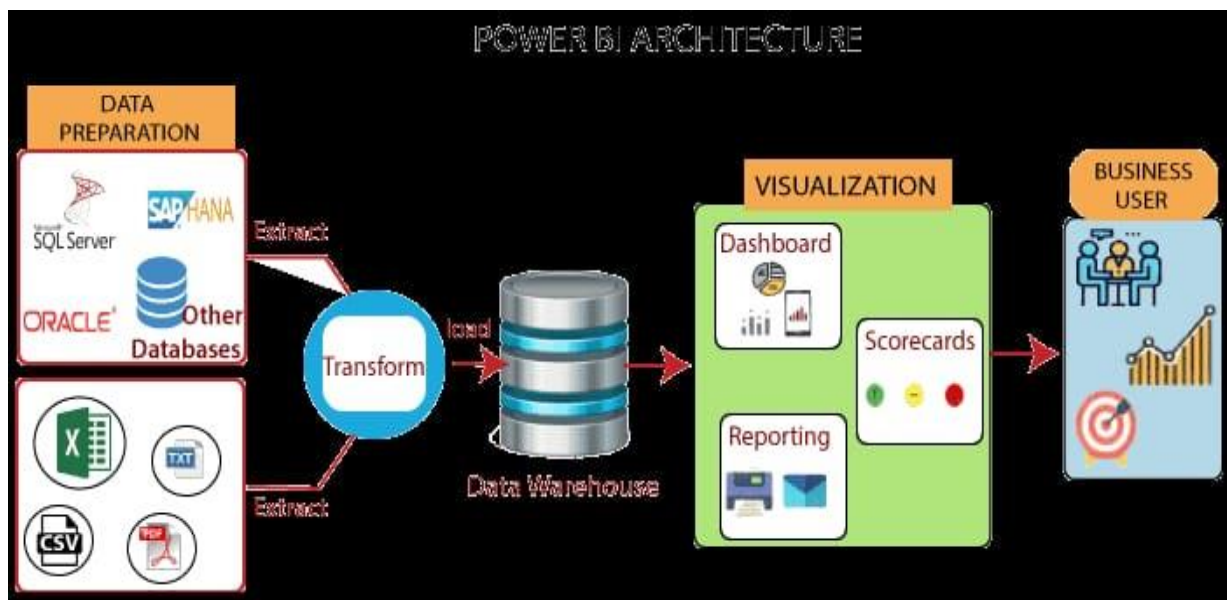 POWER BI ARCHITECTURE
DATA
PREPARATION
Microsoft
SQL Server
SAP HANA
ORACLE
Other
Databases
Extract
X
TXT
CSV
PDF
Extract
Transform
load
Data Warehouse
VISUALIZATION
Dashboard
Scorecards
Reporting
BUSINESS
USER